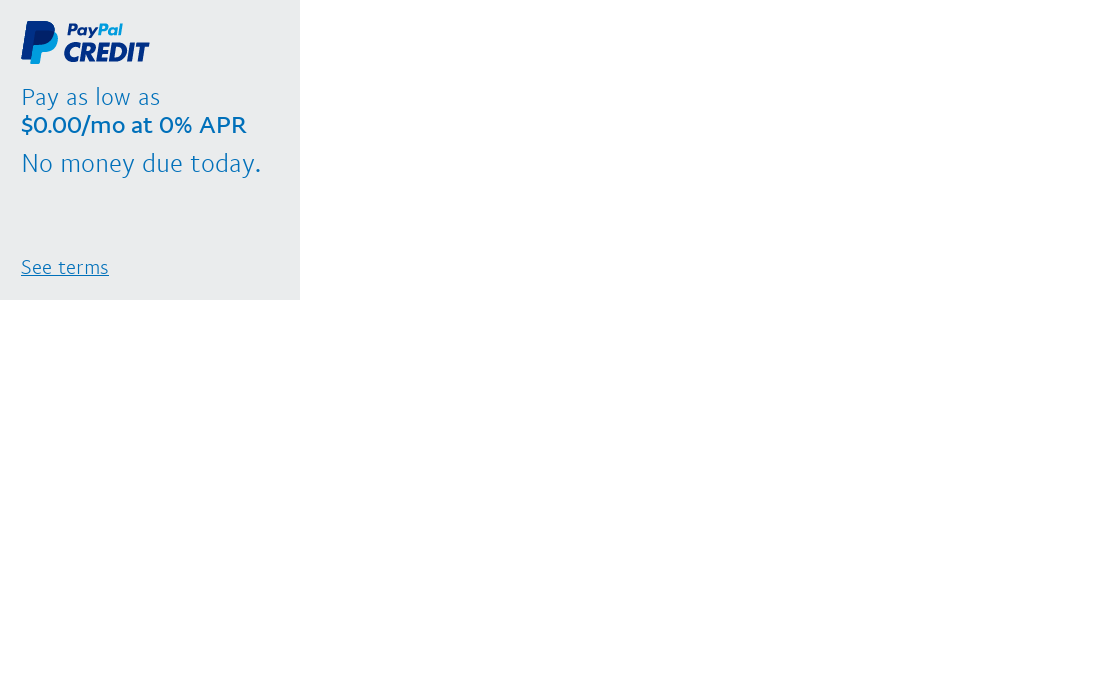 PayPal
CREDIT
Pay as low as
$0.00/mo at 0% APR
No money due today.
See terms